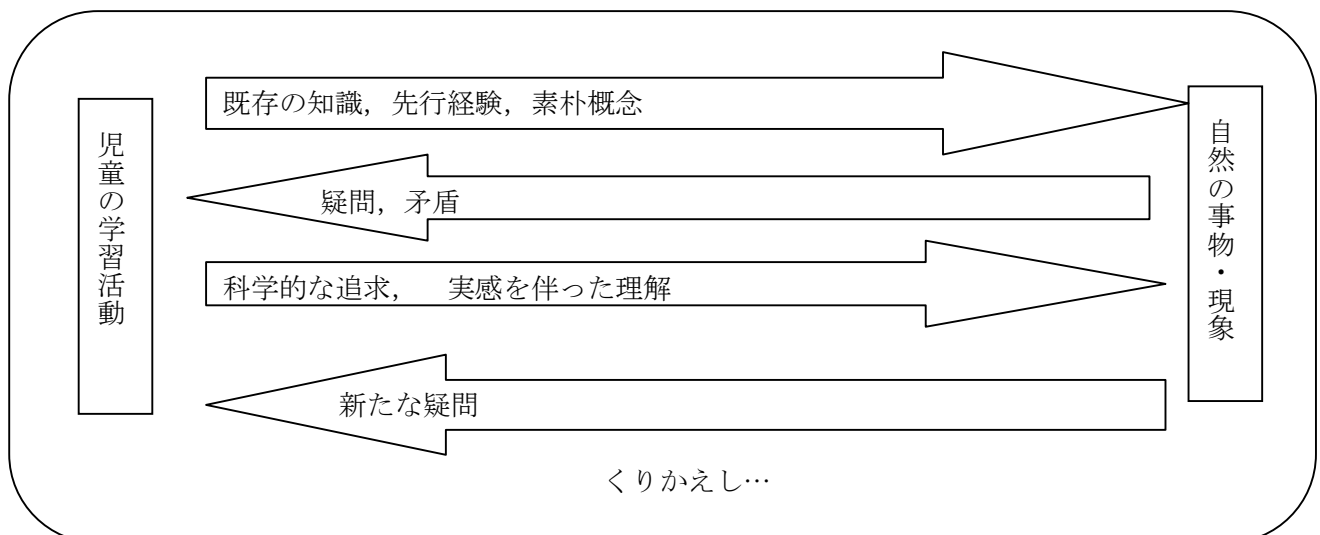 児童の学習活動
既存の知識，先行経験，素朴概念
疑問，矛盾
科学的な追求，　実感を伴った理解
新たな疑問
自然の事物・現象
くりかえし…